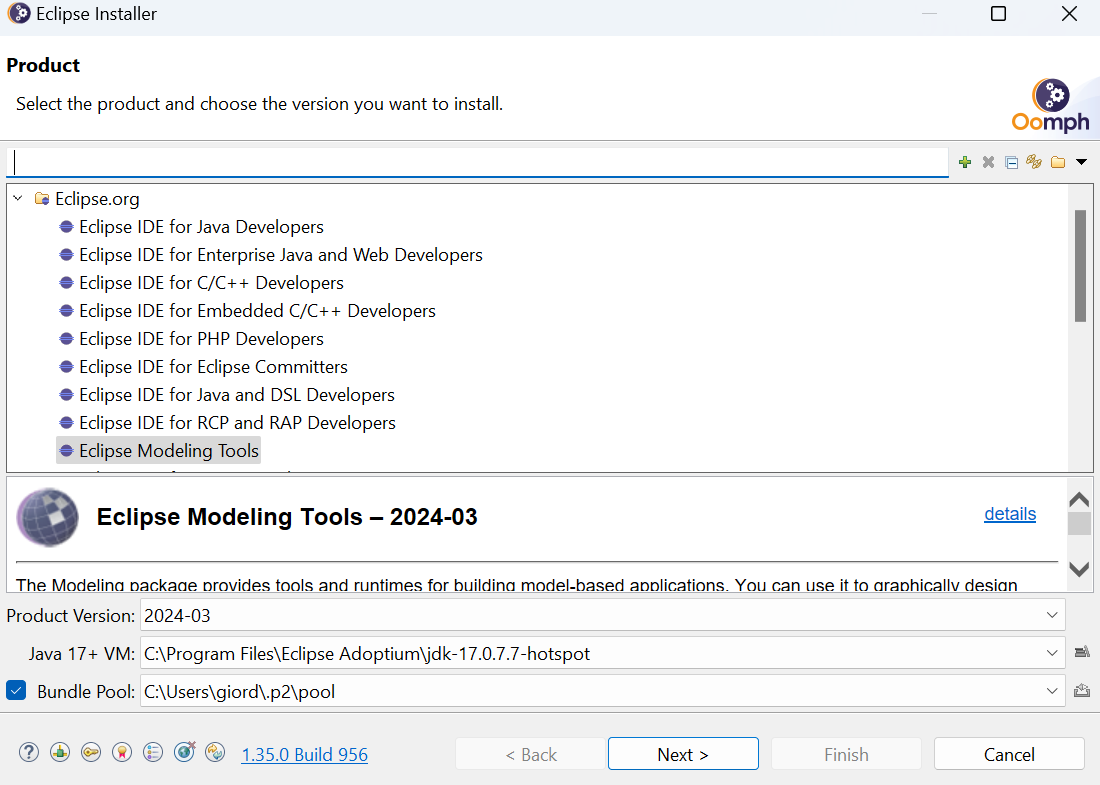 Eclipse Installer
Product
Select the product and choose the version you want to install.
Oomph
Eclipse.org
Eclipse IDE for Java Developers
Eclipse IDE for Enterprise Java and Web Developers
Eclipse IDE for C/C++ Developers
Eclipse IDE for Embedded C/C++ Developers
Eclipse IDE for PHP Developers
Eclipse IDE for Eclipse Committers
Eclipse IDE for Java and DSL Developers
Eclipse IDE for RCP and RAP Developers
Eclipse Modeling Tools
Eclipse Modeling Tools – 2024-03 details
The Modeling package provides tools and runtimes for building model-based applications. You can use it to graphically design
Product Version: 2024-03
Java 17+ VM: C:\Program Files\Eclipse Adoptium\jdk-17.0.7.7-hotspot
Bundle Pool: C:\Users\giord\.p2\pool
1.35.0 Build 956 < Back Next > Finish Cancel